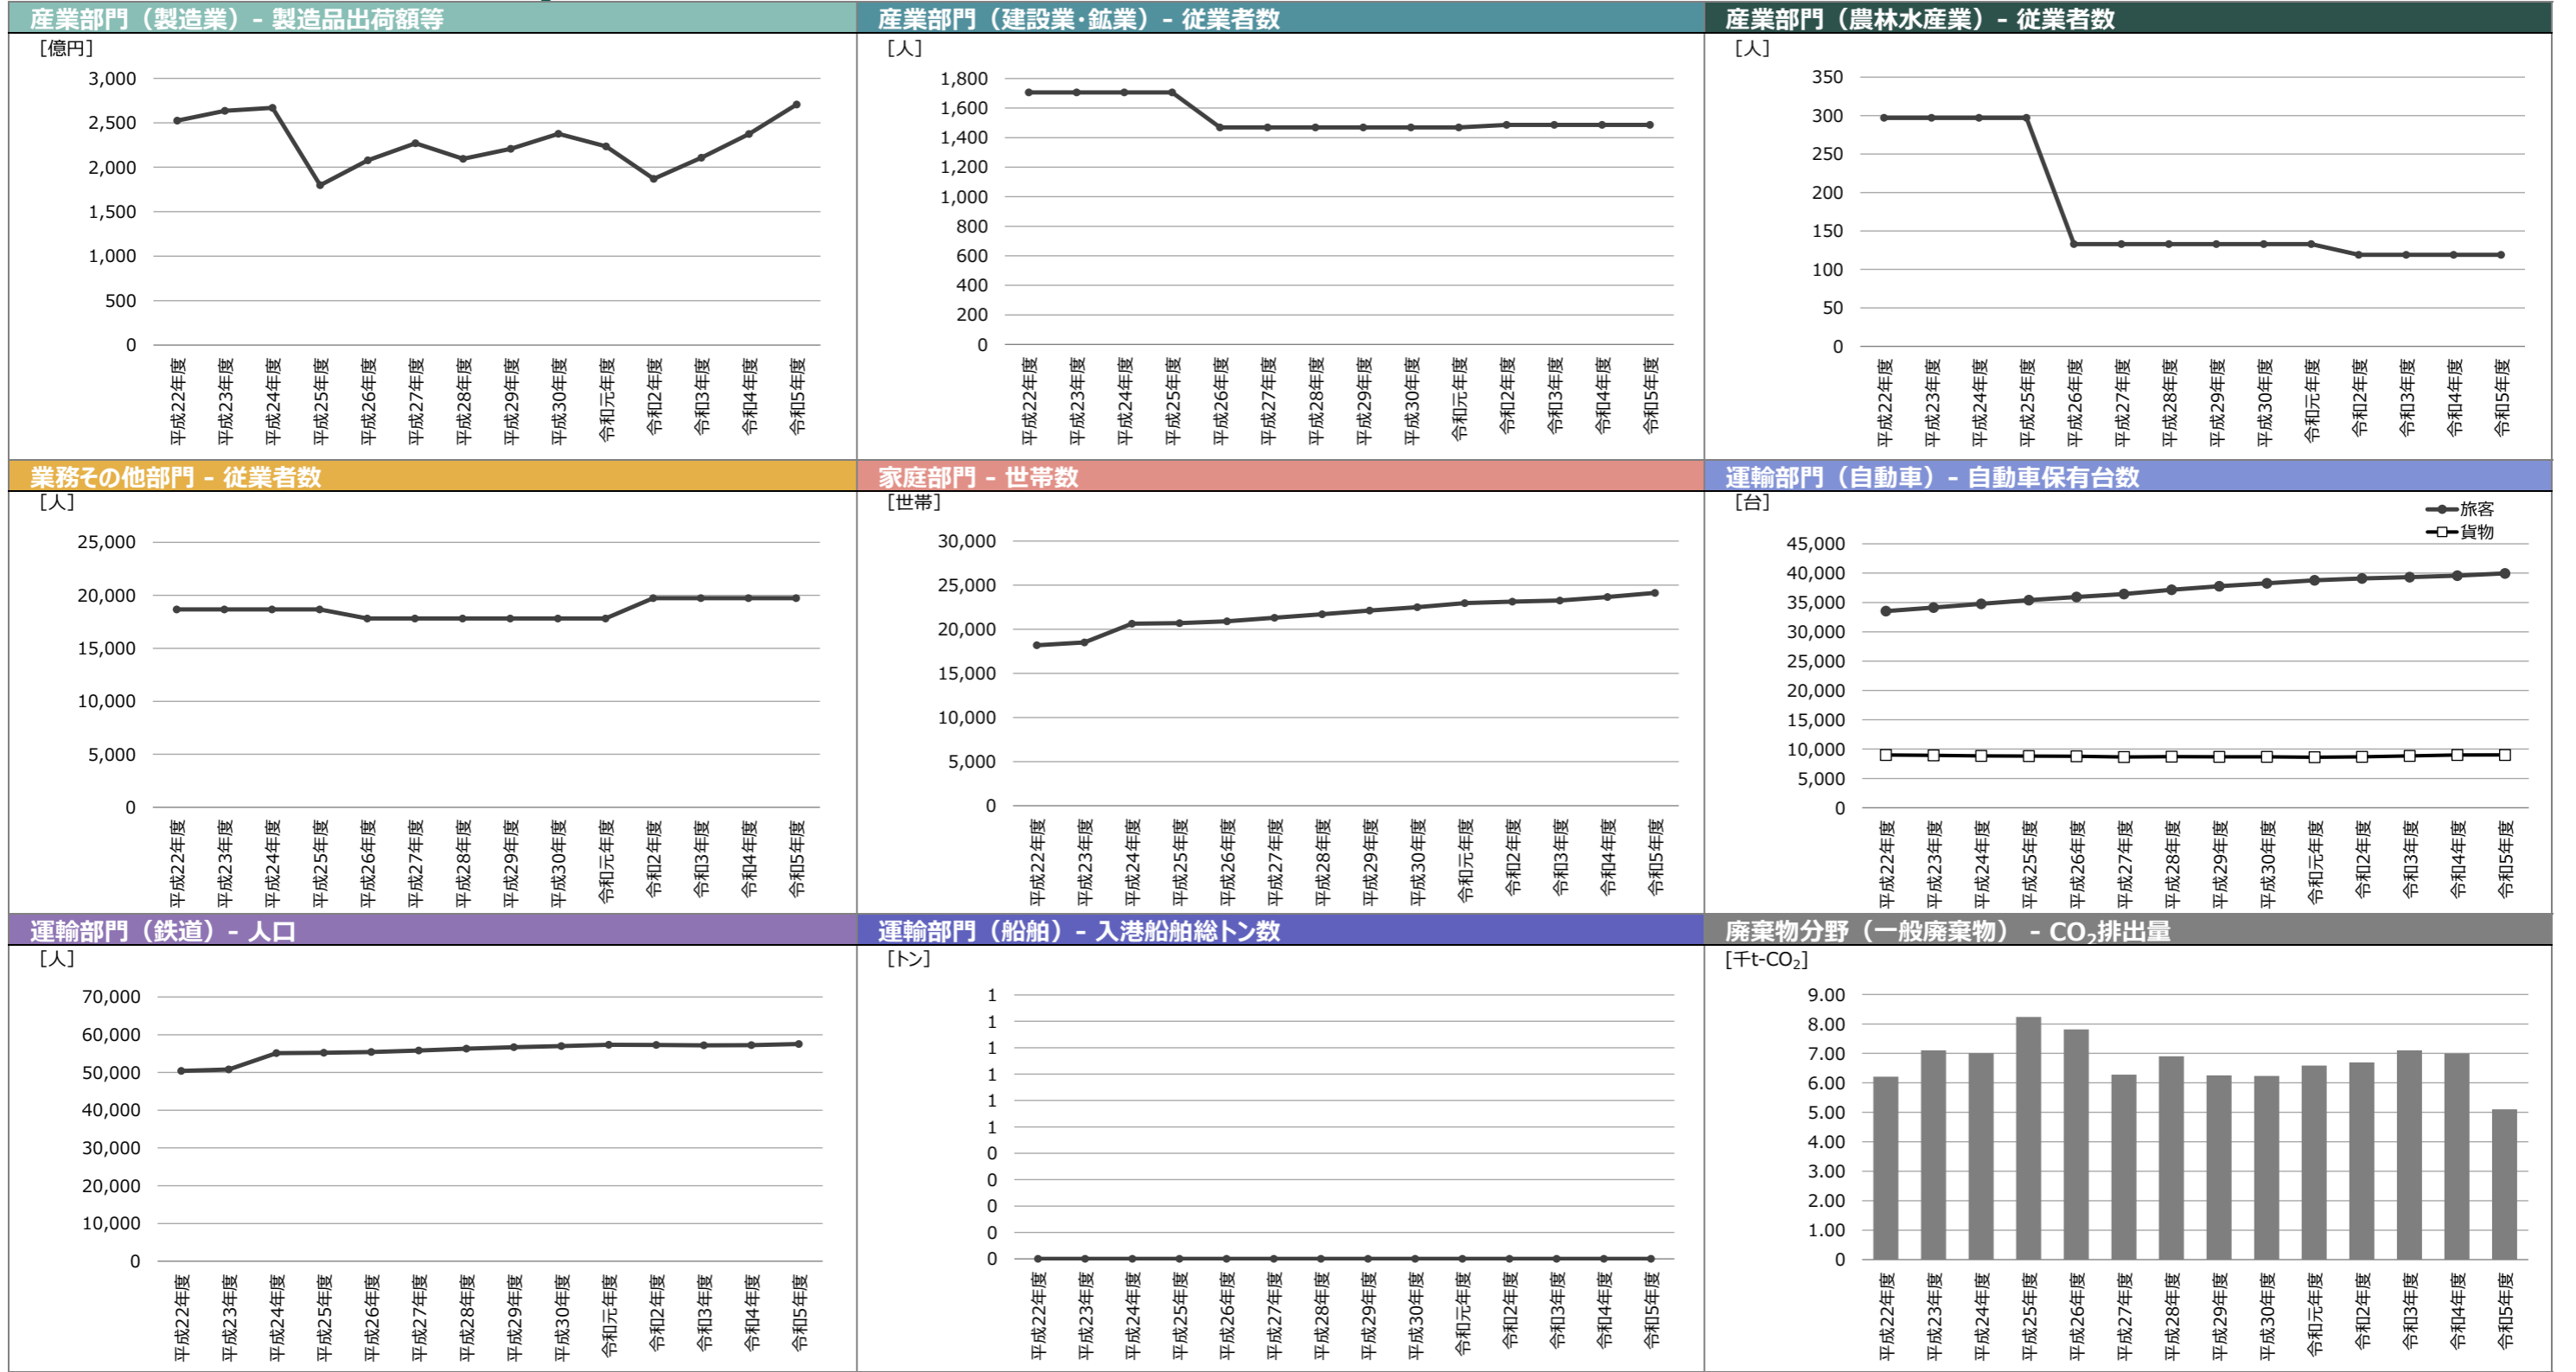 産業部門（製造業）- 製造品出荷額等
[億円]
3,000
2,500
2,000
1,500
1,000
500
0
平成22年度
平成23年度
平成24年度
平成25年度
平成26年度
平成27年度
平成28年度
平成29年度
平成30年度
令和元年度
令和2年度
令和3年度
令和4年度
令和5年度
産業部門（建設業・鉱業）- 従業者数
[人]
1,800
1,600
1,400
1,200
1,000
800
600
400
200
0
平成22年度
平成23年度
平成24年度
平成25年度
平成26年度
平成27年度
平成28年度
平成29年度
平成30年度
令和元年度
令和2年度
令和3年度
令和4年度
令和5年度
産業部門（農林水産業）- 従業者数
[人]
350
300
250
200
150
100
50
0
平成22年度
平成23年度
平成24年度
平成25年度
平成26年度
平成27年度
平成28年度
平成29年度
平成30年度
令和元年度
令和2年度
令和3年度
令和4年度
令和5年度
業務その他部門 - 従業者数
[人]
25,000
20,000
15,000
10,000
5,000
0
平成22年度
平成23年度
平成24年度
平成25年度
平成26年度
平成27年度
平成28年度
平成29年度
平成30年度
令和元年度
令和2年度
令和3年度
令和4年度
令和5年度
家庭部門 - 世帯数
[世帯]
30,000
25,000
20,000
15,000
10,000
5,000
0
平成22年度
平成23年度
平成24年度
平成25年度
平成26年度
平成27年度
平成28年度
平成29年度
平成30年度
令和元年度
令和2年度
令和3年度
令和4年度
令和5年度
運輸部門（自動車）- 自動車保有台数
[台]
旅客
貨物
45,000
40,000
35,000
30,000
25,000
20,000
15,000
10,000
5,000
0
平成22年度
平成23年度
平成24年度
平成25年度
平成26年度
平成27年度
平成28年度
平成29年度
平成30年度
令和元年度
令和2年度
令和3年度
令和4年度
令和5年度
運輸部門（鉄道）- 人口
[人]
70,000
60,000
50,000
40,000
30,000
20,000
10,000
0
平成22年度
平成23年度
平成24年度
平成25年度
平成26年度
平成27年度
平成28年度
平成29年度
平成30年度
令和元年度
令和2年度
令和3年度
令和4年度
令和5年度
運輸部門（船舶）- 入港船舶総トン数
[トン]
1
1
1
1
1
1
0
0
0
0
0
平成22年度
平成23年度
平成24年度
平成25年度
平成26年度
平成27年度
平成28年度
平成29年度
平成30年度
令和元年度
令和2年度
令和3年度
令和4年度
令和5年度
廃棄物分野（一般廃棄物） - CO₂排出量
[千t-CO₂]
9.00
8.00
7.00
6.00
5.00
4.00
3.00
2.00
1.00
0
平成22年度
平成23年度
平成24年度
平成25年度
平成26年度
平成27年度
平成28年度
平成29年度
平成30年度
令和元年度
令和2年度
令和3年度
令和4年度
令和5年度